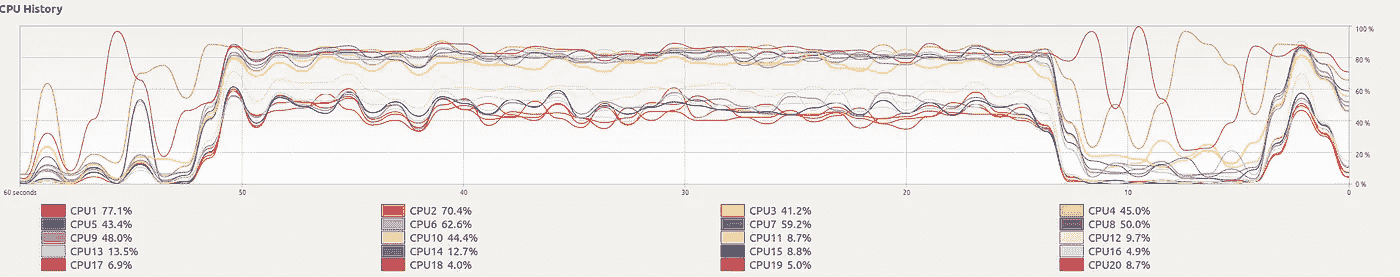 CPU History
100 %
80 %
60 %
40 %
20 %
0 %
60 seconds 50 40 30 20 10 0
CPU1 77.1% CPU2 70.4% CPU3 41.2% CPU4 45.0%
CPU5 43.4% CPU6 62.6% CPU7 59.2% CPU8 50.0%
CPU9 48.0% CPU10 44.4% CPU11 8.7% CPU12 9.7%
CPU13 13.5% CPU14 12.7% CPU15 8.8% CPU16 4.9%
CPU17 6.9% CPU18 4.0% CPU19 5.0% CPU20 8.7%